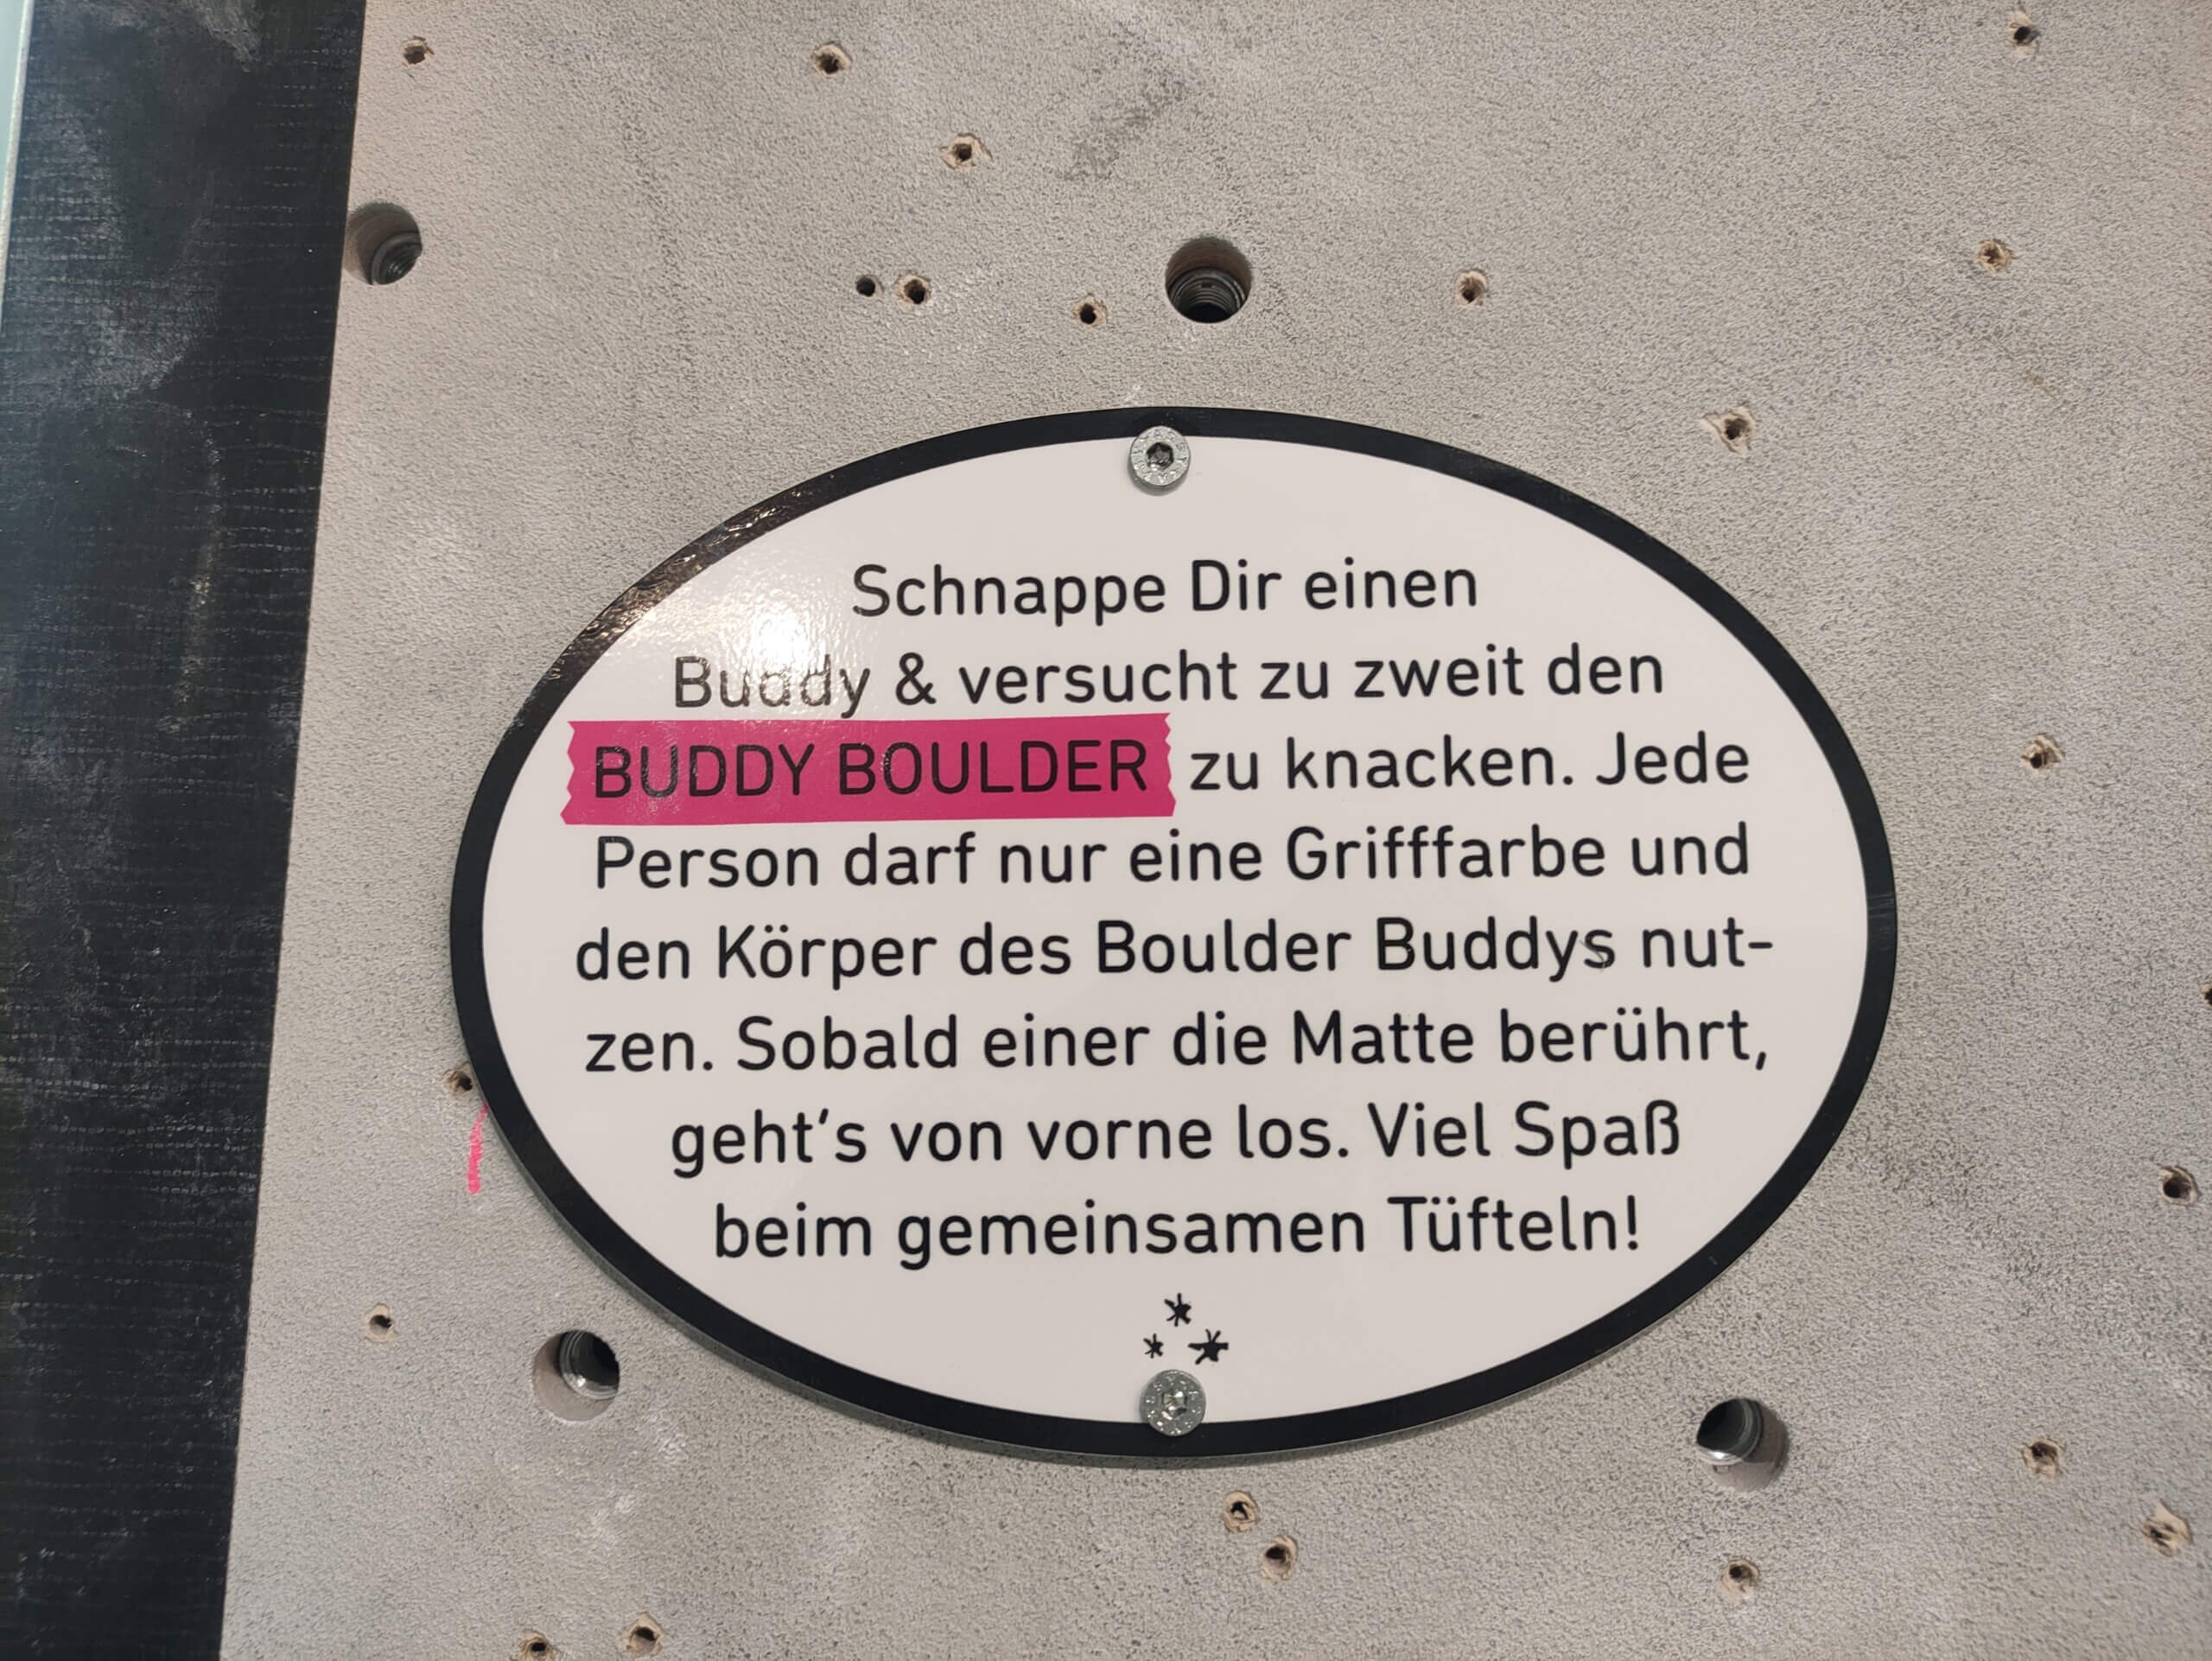 Schnappe Dir einen
Buddy & versucht zu zweit den
BUDDY BOULDER zu knacken. Jede
Person darf nur eine Grifffarbe und
den Körper des Boulder Buddys nut-
zen. Sobald einer die Matte berührt,
geht's von vorne los. Viel Spaß
beim gemeinsamen Tüfteln!